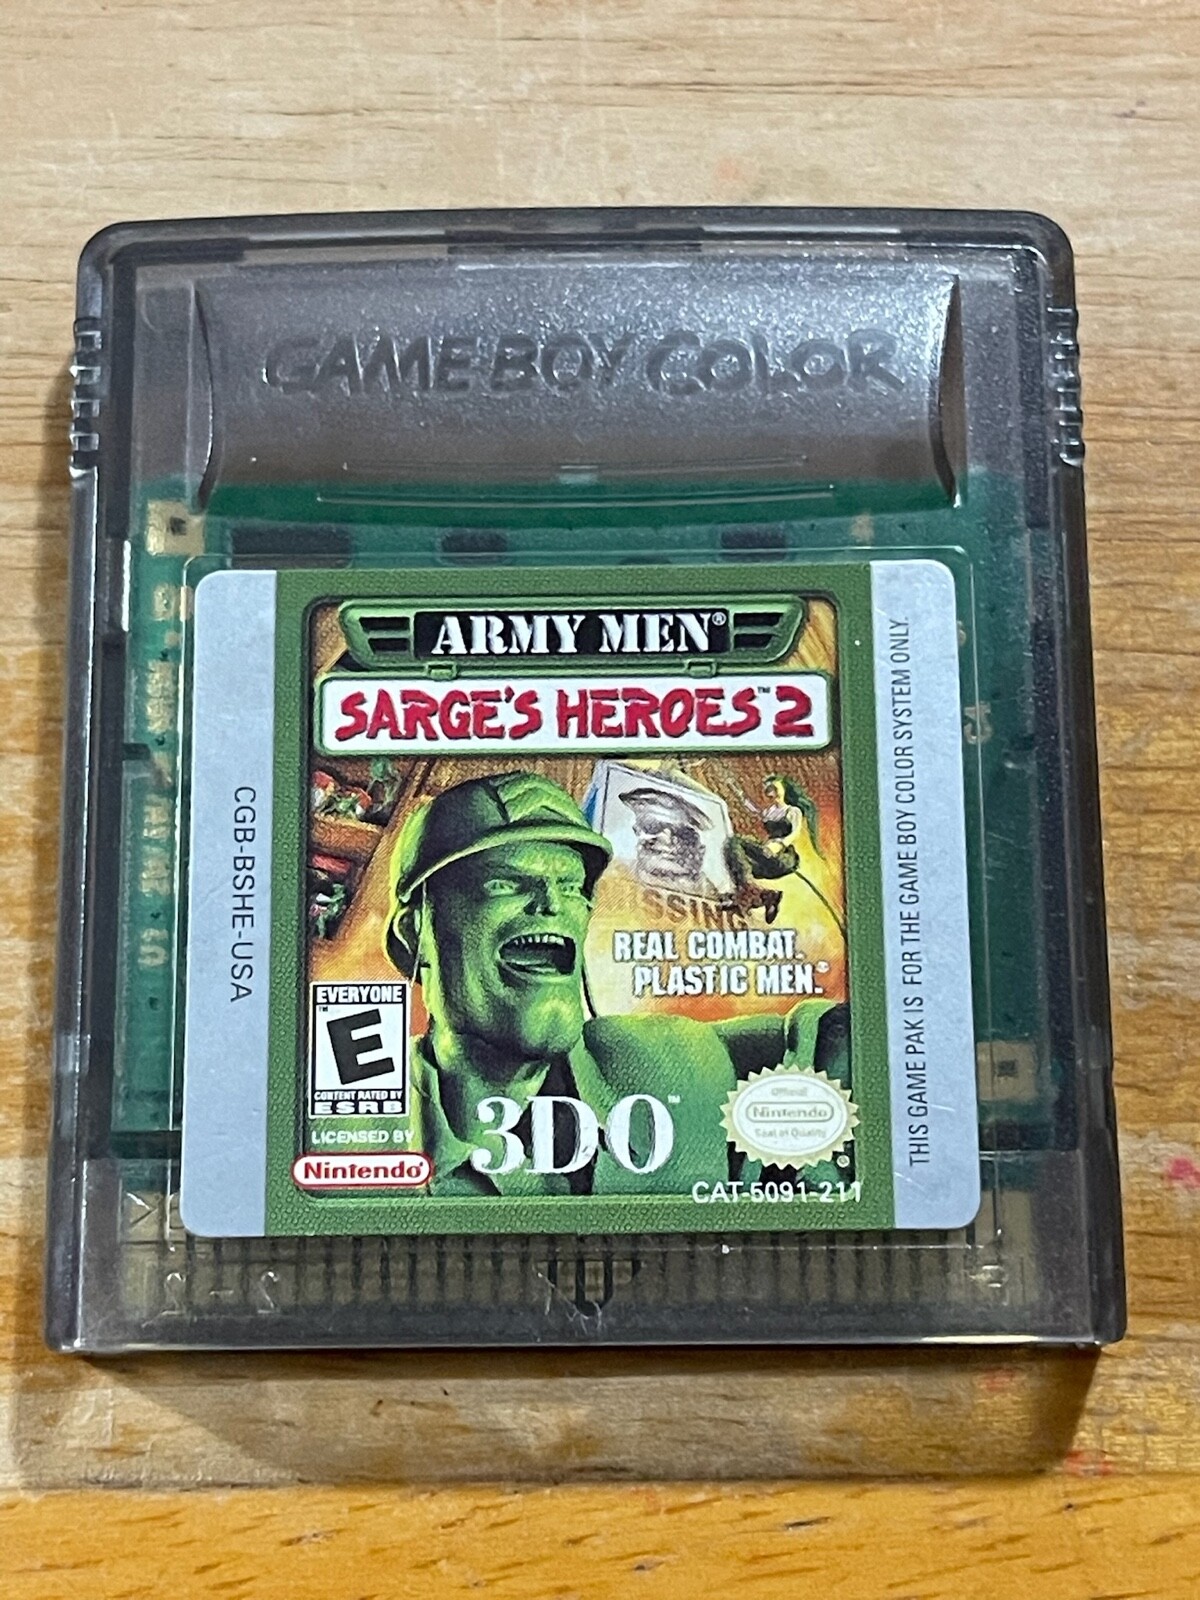 GAME BOY COLOR
ARMY MEN®
SARGE'S HEROES™ 2
SSING
REAL COMBAT.
PLASTIC MEN.®
EVERYONE
E
CONTENT RATED BY
ESRB
LICENSED BY
Nintendo®
3DO™
Official
Nintendo
Seal of Quality
®
CAT-5091-211
CGB-BSHE-USA
THIS GAME PAK IS FOR THE GAME BOY COLOR SYSTEM ONLY.